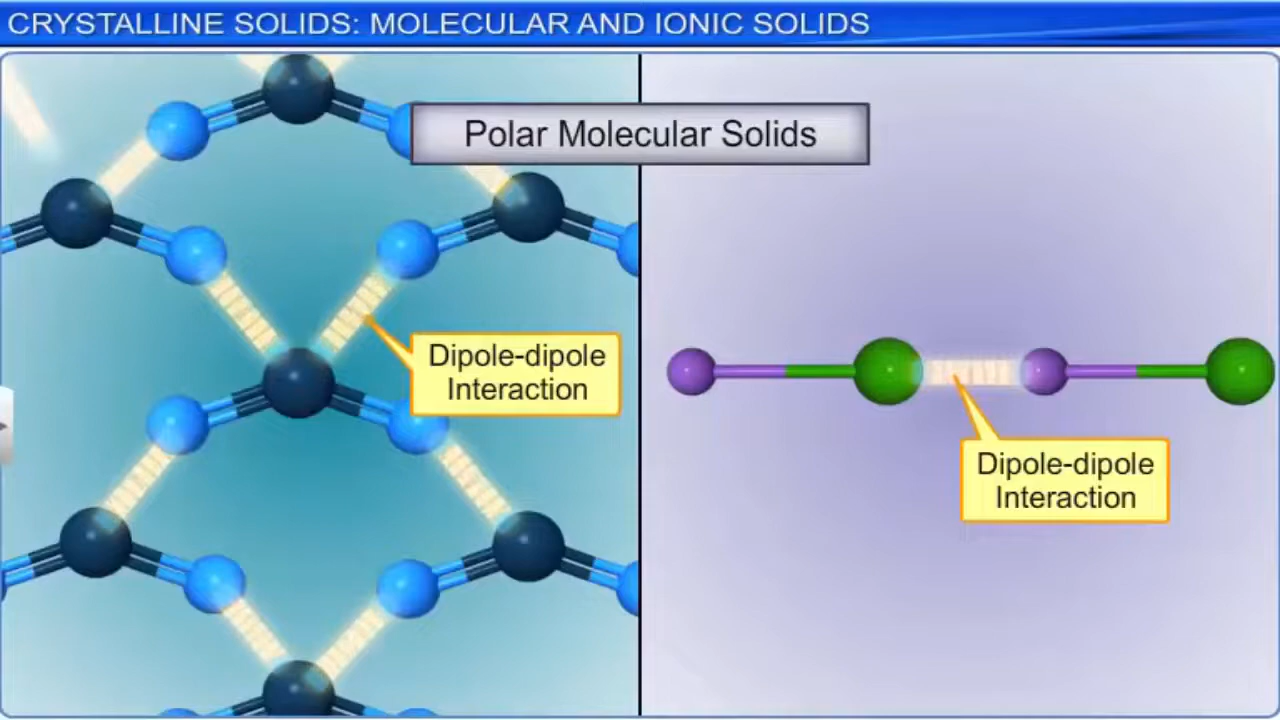 CRYSTALLINE SOLIDS: MOLECULAR AND IONIC SOLIDS
Polar Molecular Solids
Dipole-dipole
Interaction
Dipole-dipole
Interaction